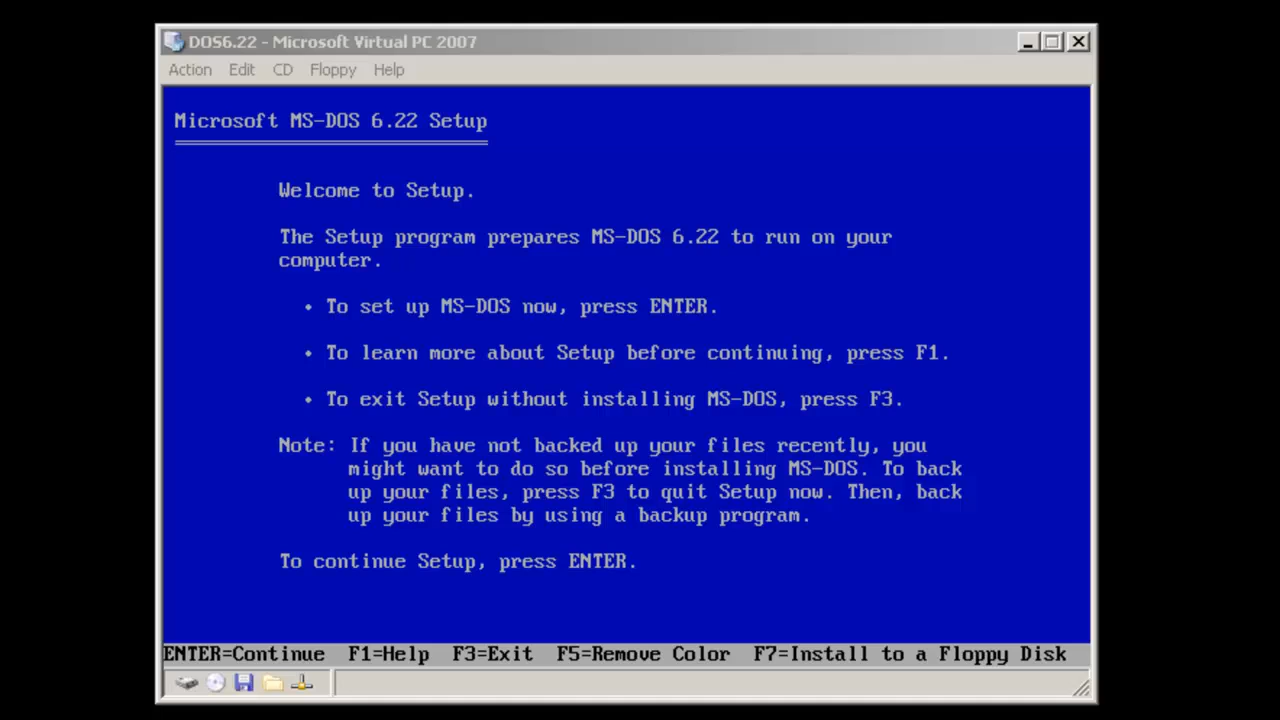 DOS6.22 - Microsoft Virtual PC 2007
Action Edit CD Floppy Help
Microsoft MS-DOS 6.22 Setup
Welcome to Setup.
The Setup program prepares MS-DOS 6.22 to run on your
computer.
• To set up MS-DOS now, press ENTER.
• To learn more about Setup before continuing, press F1.
• To exit Setup without installing MS-DOS, press F3.
Note: If you have not backed up your files recently, you
might want to do so before installing MS-DOS. To back
up your files, press F3 to quit Setup now. Then, back
up your files by using a backup program.
To continue Setup, press ENTER.
ENTER=Continue F1=Help F3=Exit F5=Remove Color F7=Install to a Floppy Disk